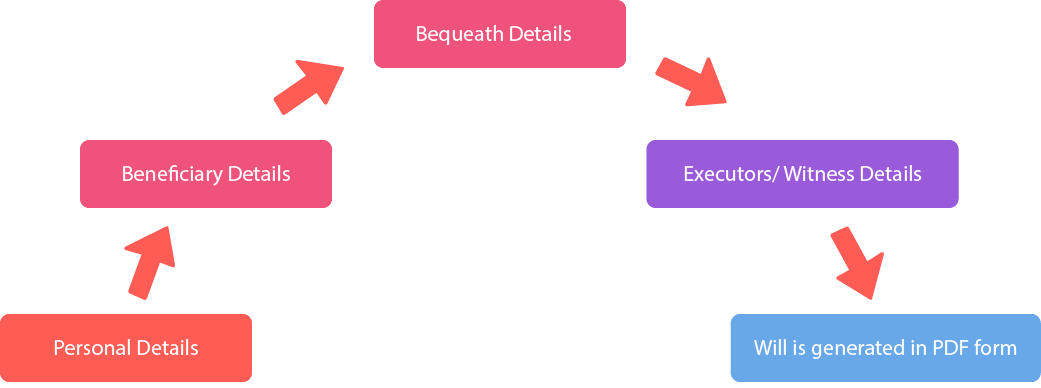 Bequeath Details
Beneficiary Details
Executors/ Witness Details
Personal Details
Will is generated in PDF form